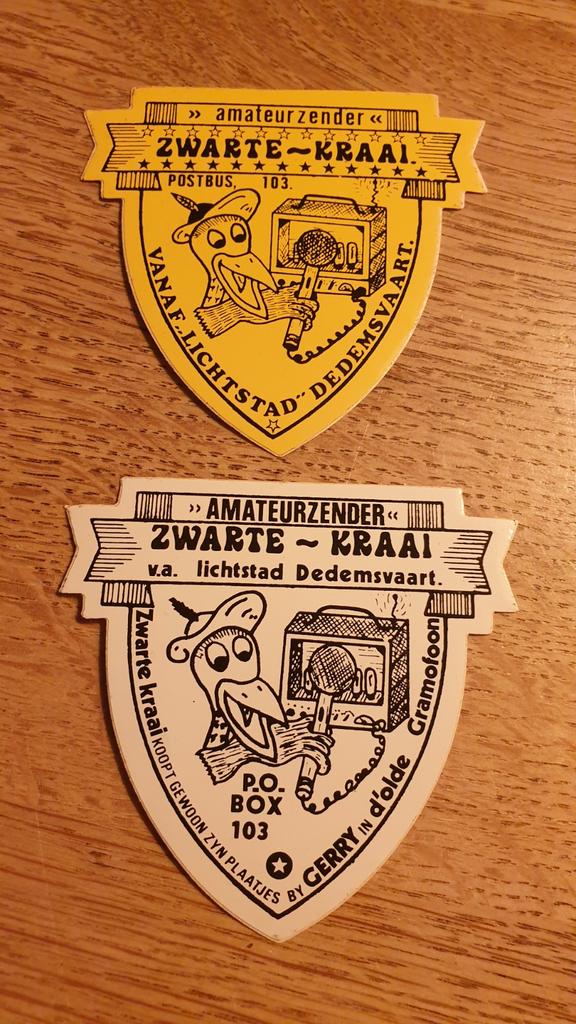 » amateurzender «
ZWARTE~KRAAI.
POSTBUS, 103.
VANAF „LICHTSTAD” DEDEMSVAART.
» AMATEURZENDER «
ZWARTE ~ KRAAI
v.a. lichtstad Dedemsvaart.
Zwarte kraai KOOPT GEWOON ZYN PLAATJES BY GERRY IN d'olde Gramofoon
P.O.
BOX
103